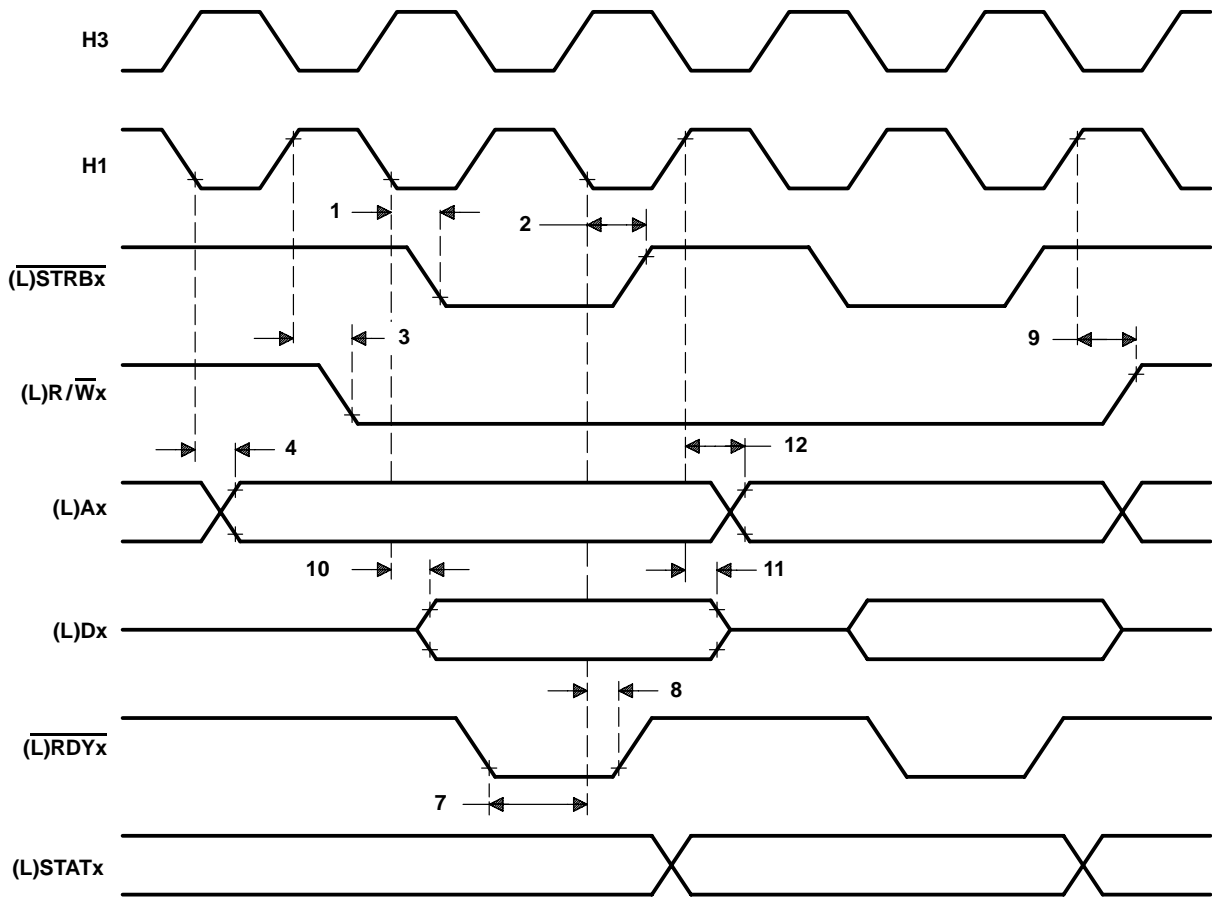 H3
H1
1
2
(L)STRBx
3
9
(L)R/Wx
4
12
(L)Ax
10
11
(L)Dx
8
(L)RDYx
7
(L)STATx